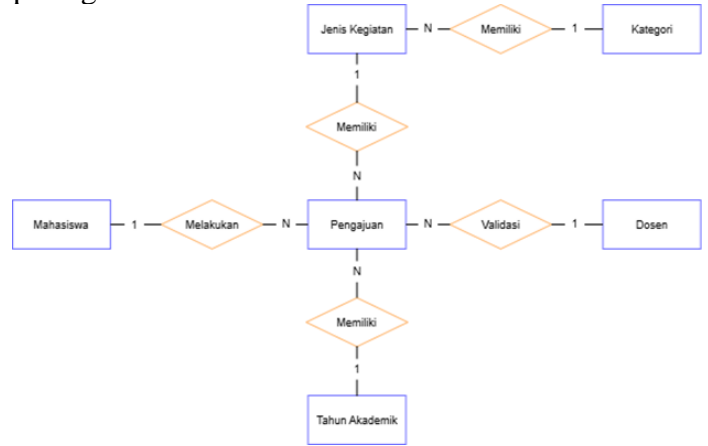 Jenis Kegiatan N Memiliki 1 Kategori
1
Memiliki
N
Mahasiswa 1 Melakukan N Pengajuan N Validasi 1 Dosen
N
Memiliki
1
Tahun Akademik